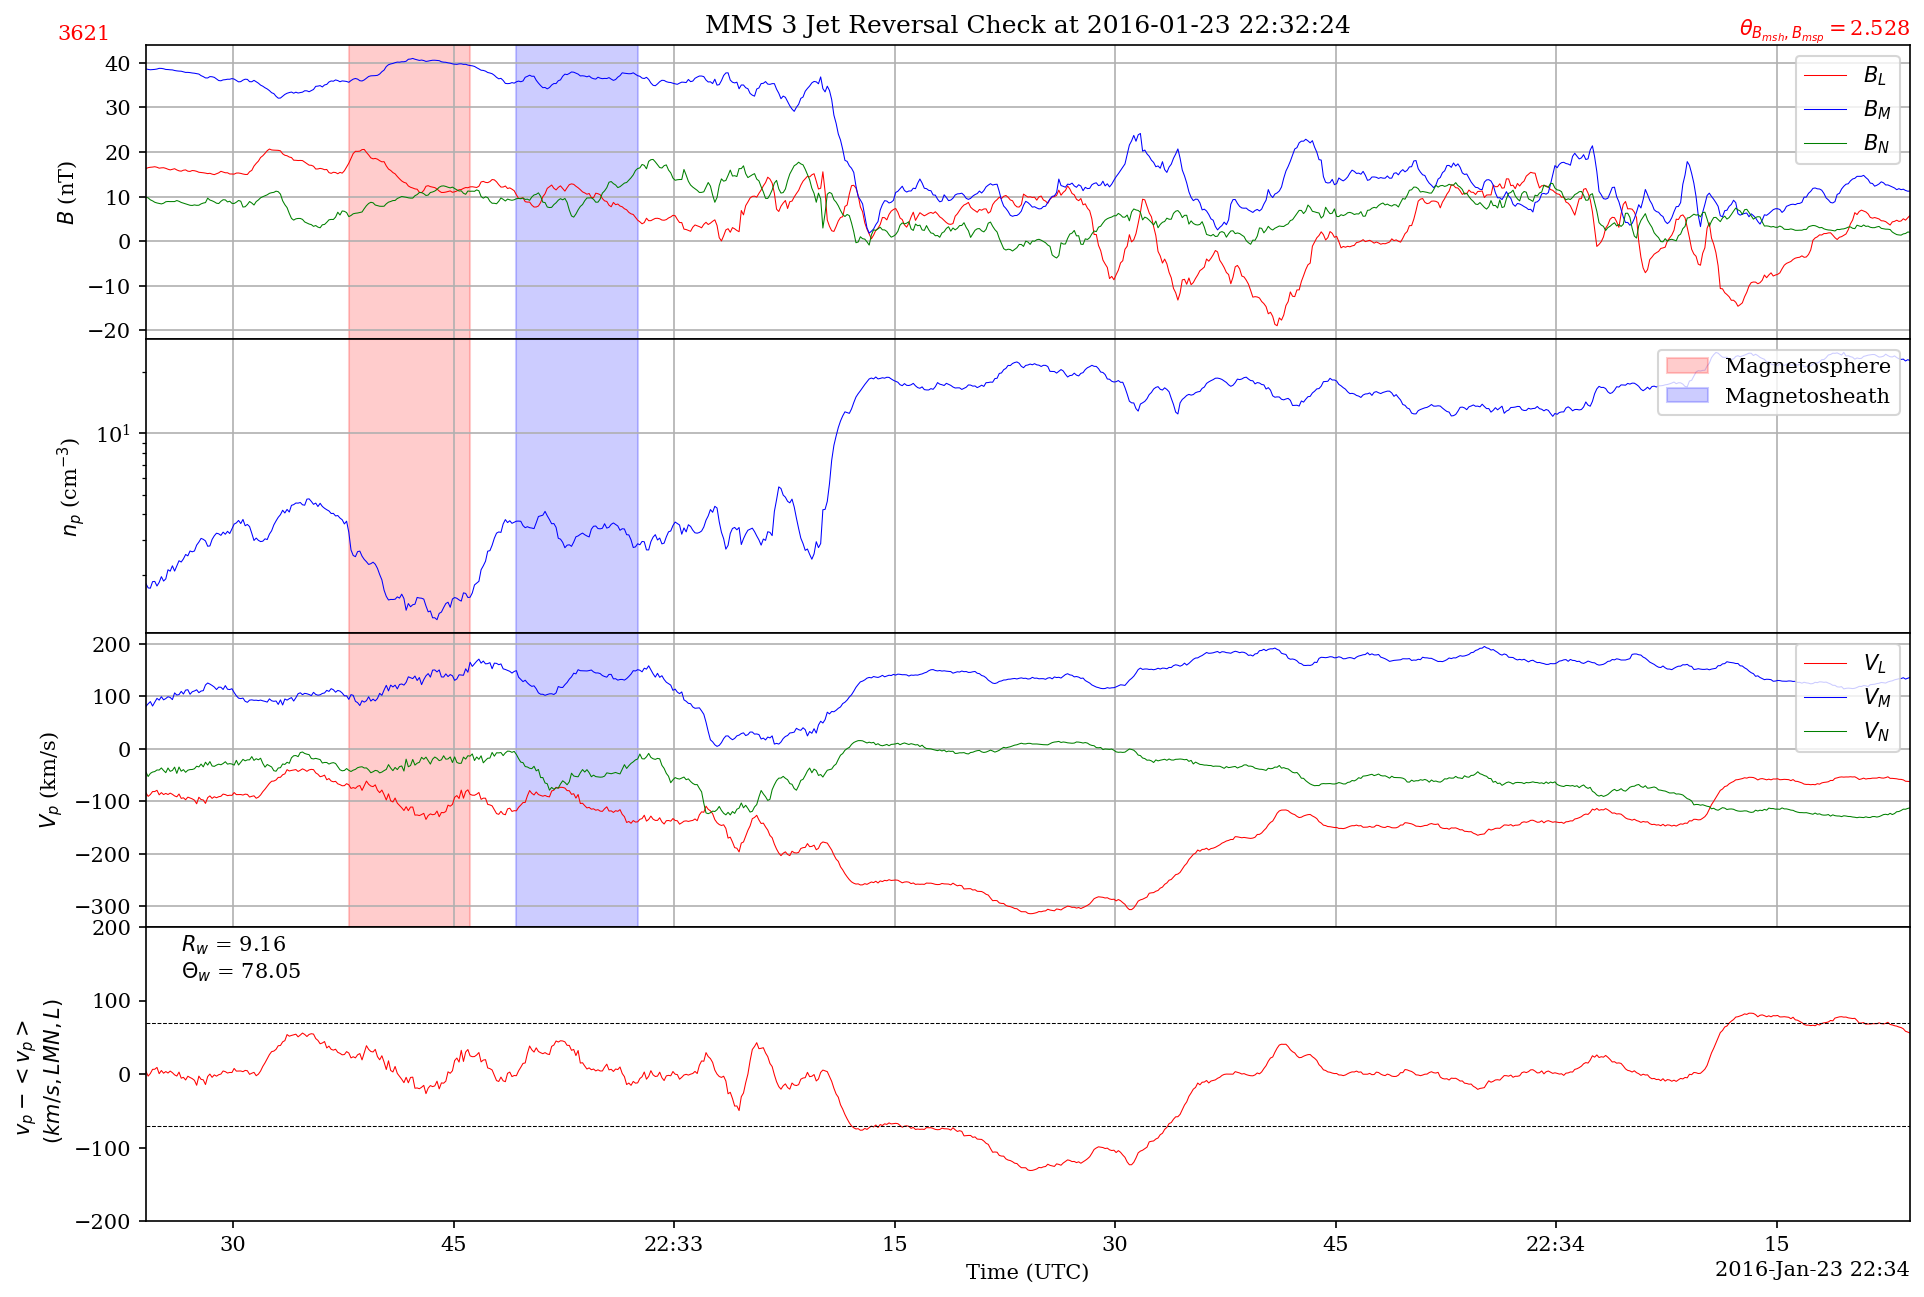 MMS 3 Jet Reversal Check at 2016-01-23 22:32:24
3621
θ_{B_{msh}, B_{msp}} = 2.528
40
30
20
10
0
−10
−20
B (nT)
B_L
B_M
B_N
10^1
n_p (cm^{−3})
Magnetosphere
Magnetosheath
200
100
0
−100
−200
−300
V_p (km/s)
V_L
V_M
V_N
200
100
0
−100
−200
v_p − < v_p >
(km/s, LMN, L)
R_w = 9.16
Θ_w = 78.05
30
45
22:33
15
30
45
22:34
15
Time (UTC)
2016-Jan-23 22:34